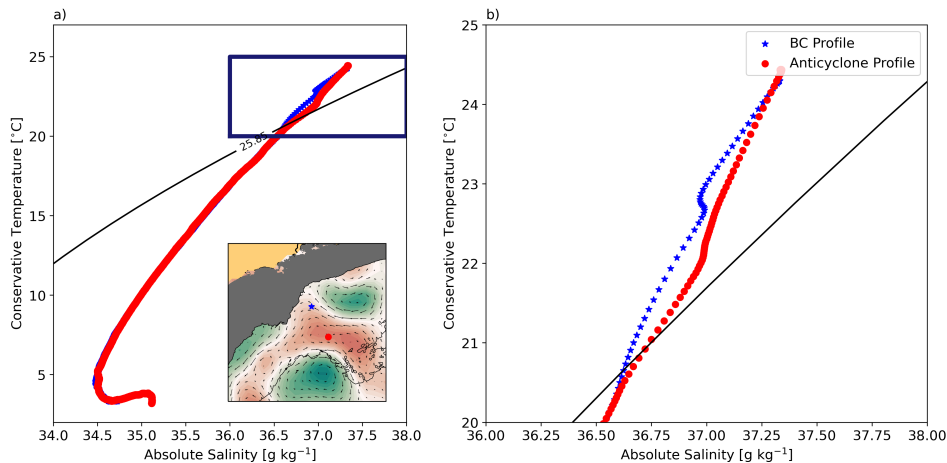 a)
b)
25
20
15
10
5
Conservative Temperature [°C]
25.85
34.0 34.5 35.0 35.5 36.0 36.5 37.0 37.5 38.0
Absolute Salinity [g kg⁻¹]
BC Profile
Anticyclone Profile
25
24
23
22
21
20
Conservative Temperature [°C]
36.00 36.25 36.50 36.75 37.00 37.25 37.50 37.75 38.00
Absolute Salinity [g kg⁻¹]